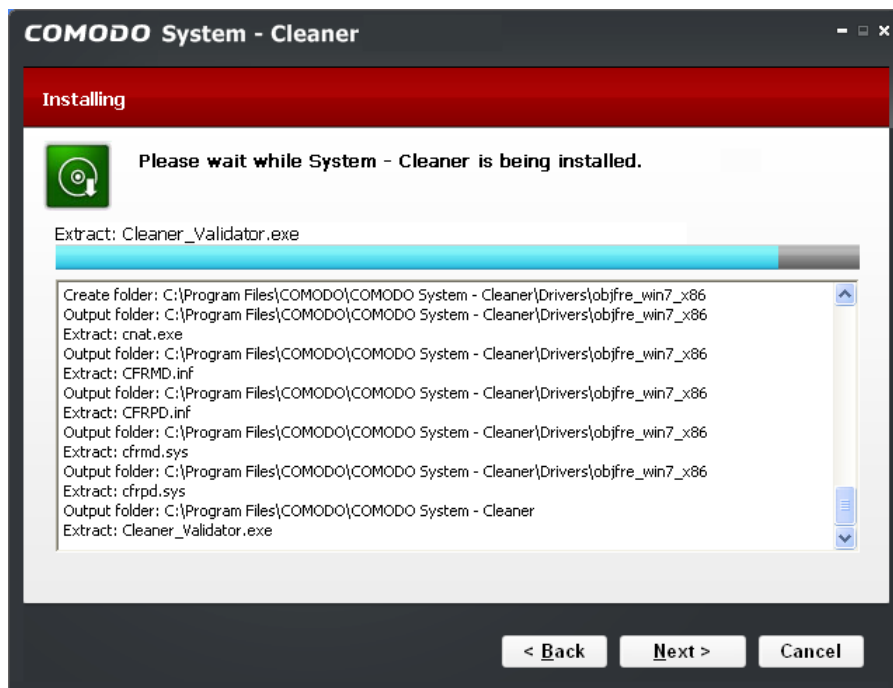 COMODO System - Cleaner
Installing
Please wait while System - Cleaner is being installed.
Extract: Cleaner_Validator.exe
Create folder: C:\Program Files\COMODO\COMODO System - Cleaner\Drivers\objfre_win7_x86
Output folder: C:\Program Files\COMODO\COMODO System - Cleaner\Drivers\objfre_win7_x86
Extract: cnat.exe
Output folder: C:\Program Files\COMODO\COMODO System - Cleaner\Drivers\objfre_win7_x86
Extract: CFRMD.inf
Output folder: C:\Program Files\COMODO\COMODO System - Cleaner\Drivers\objfre_win7_x86
Extract: CFRPD.inf
Output folder: C:\Program Files\COMODO\COMODO System - Cleaner\Drivers\objfre_win7_x86
Extract: cfrmd.sys
Output folder: C:\Program Files\COMODO\COMODO System - Cleaner\Drivers\objfre_win7_x86
Extract: cfrpd.sys
Output folder: C:\Program Files\COMODO\COMODO System - Cleaner
Extract: Cleaner_Validator.exe
< Back Next > Cancel